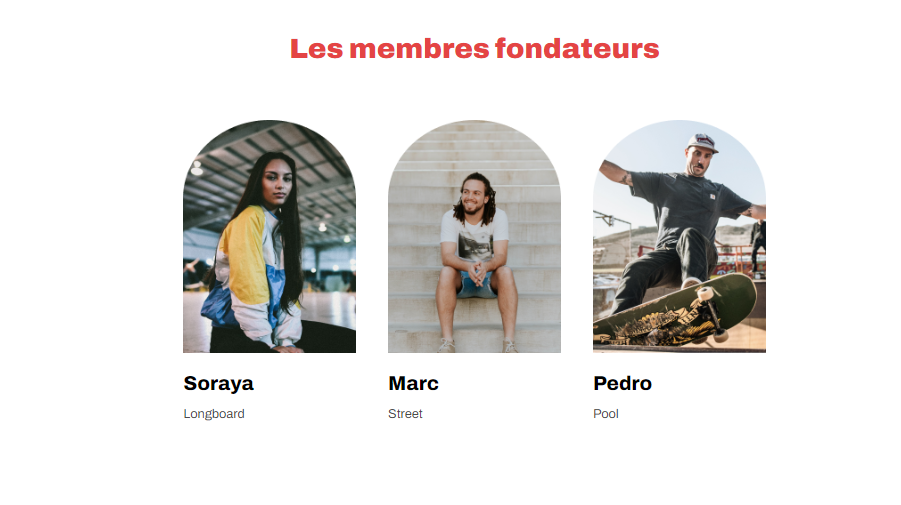 Les membres fondateurs
Soraya
Marc
Pedro
Longboard
Street
Pool